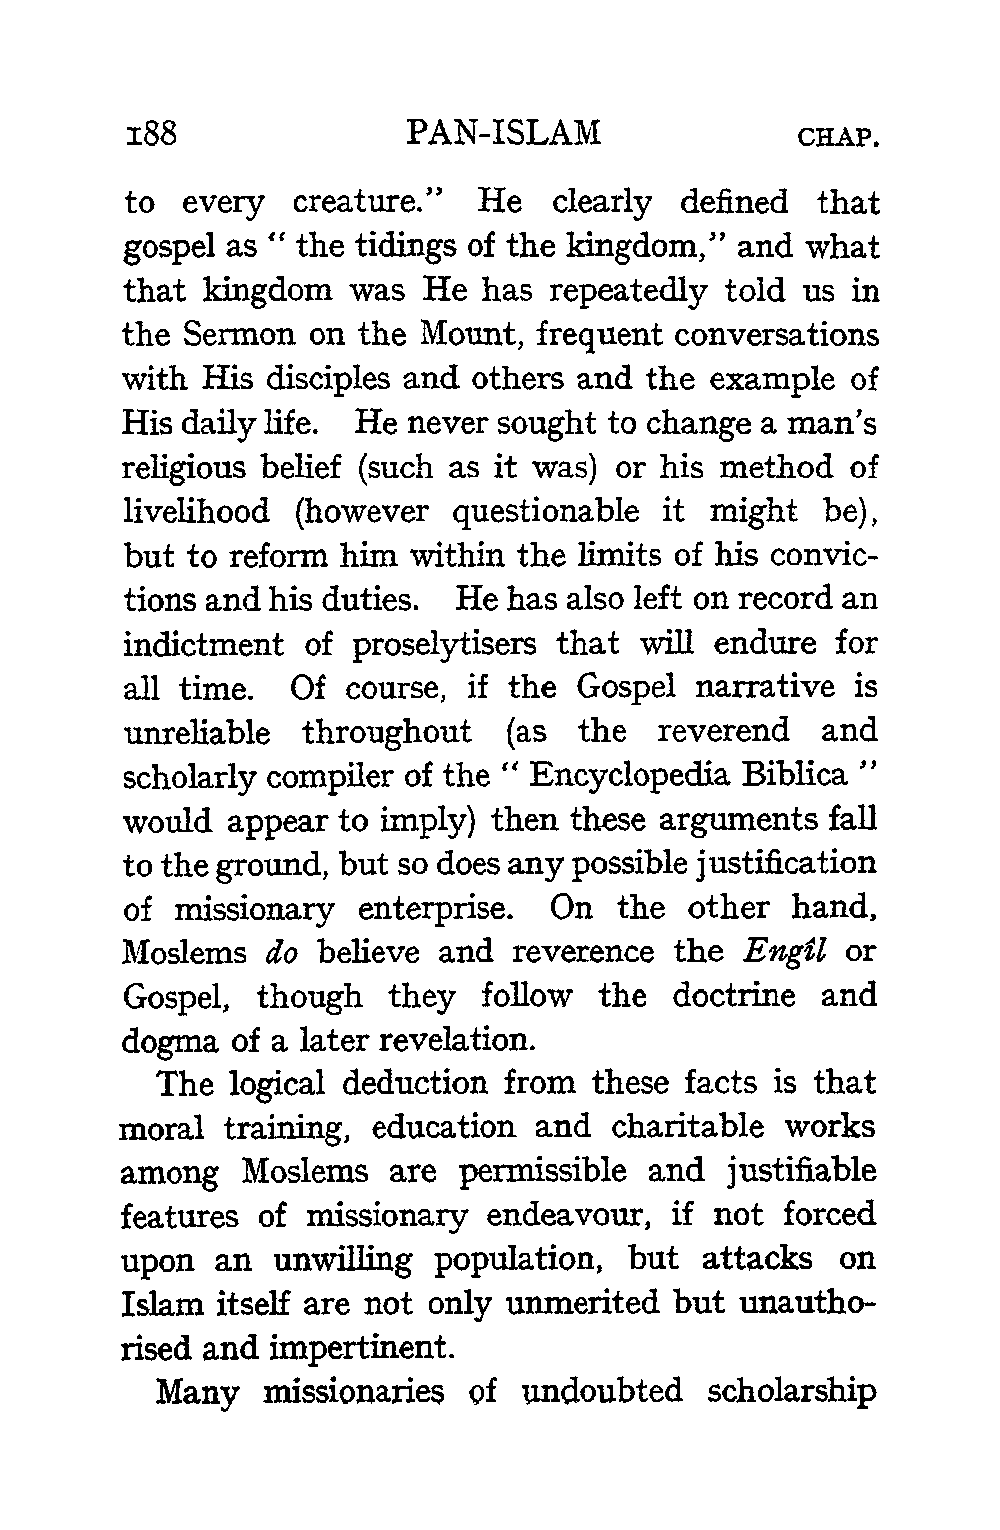 188 PAN-ISLAM CHAP.
to every creature.” He clearly defined that
gospel as “ the tidings of the kingdom,” and what
that kingdom was He has repeatedly told us in
the Sermon on the Mount, frequent conversations
with His disciples and others and the example of
His daily life. He never sought to change a man’s
religious belief (such as it was) or his method of
livelihood (however questionable it might be),
but to reform him within the limits of his convic-
tions and his duties. He has also left on record an
indictment of proselytisers that will endure for
all time. Of course, if the Gospel narrative is
unreliable throughout (as the reverend and
scholarly compiler of the “ Encyclopedia Biblica ”
would appear to imply) then these arguments fall
to the ground, but so does any possible justification
of missionary enterprise. On the other hand,
Moslems do believe and reverence the Engîl or
Gospel, though they follow the doctrine and
dogma of a later revelation.
The logical deduction from these facts is that
moral training, education and charitable works
among Moslems are permissible and justifiable
features of missionary endeavour, if not forced
upon an unwilling population, but attacks on
Islam itself are not only unmerited but unautho-
rised and impertinent.
Many missionaries of undoubted scholarship